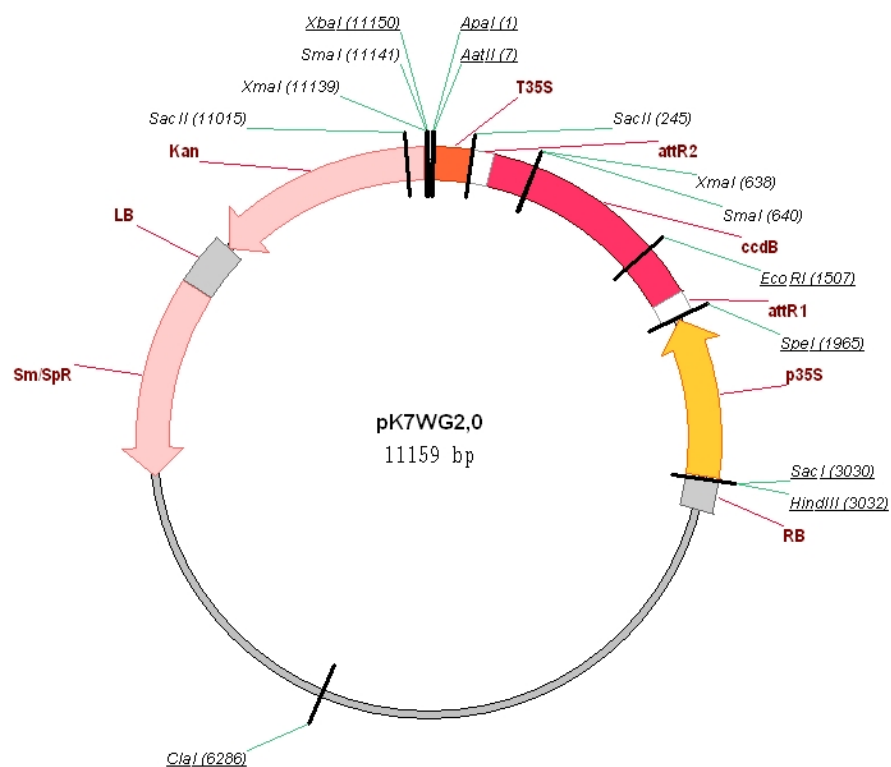 XbaI (11150)
ApaI (1)
SmaI (11141)
AatII (7)
XmaI (11139)
T35S
SacII (11015)
SacII (245)
Kan
attR2
XmaI (638)
LB
SmaI (640)
ccdB
EcoRI (1507)
attR1
SpeI (1965)
Sm/SpR
p35S
pK7WG2,0
11159 bp
SacI (3030)
HindIII (3032)
RB
ClaI (6286)